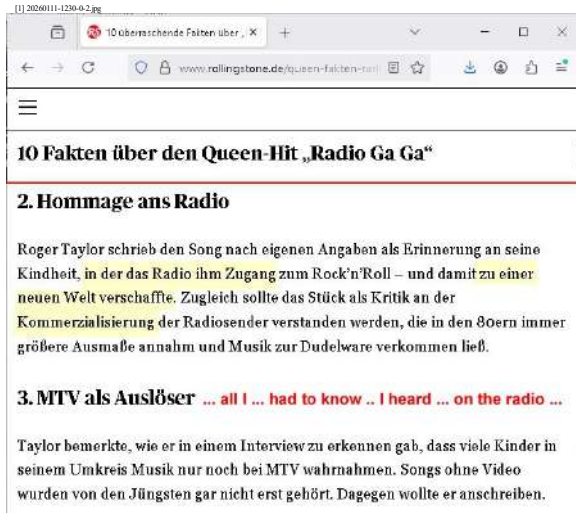 [1] 20260111-1230-0-2.jpg
10 überraschende Fakten über „
www.rollingstone.de/queen-fakten-radi
10 Fakten über den Queen-Hit „Radio Ga Ga“
2. Hommage ans Radio
Roger Taylor schrieb den Song nach eigenen Angaben als Erinnerung an seine
Kindheit, in der das Radio ihm Zugang zum Rock’n’Roll – und damit zu einer
neuen Welt verschaffte. Zugleich sollte das Stück als Kritik an der
Kommerzialisierung der Radiosender verstanden werden, die in den 80ern immer
größere Ausmaße annahm und Musik zur Dudelware verkommen ließ.
3. MTV als Auslöser ... all I ... had to know .. I heard ... on the radio ...
Taylor bemerkte, wie er in einem Interview zu erkennen gab, dass viele Kinder in
seinem Umkreis Musik nur noch bei MTV wahrnahmen. Songs ohne Video
wurden von den Jüngsten gar nicht erst gehört. Dagegen wollte er anschreiben.